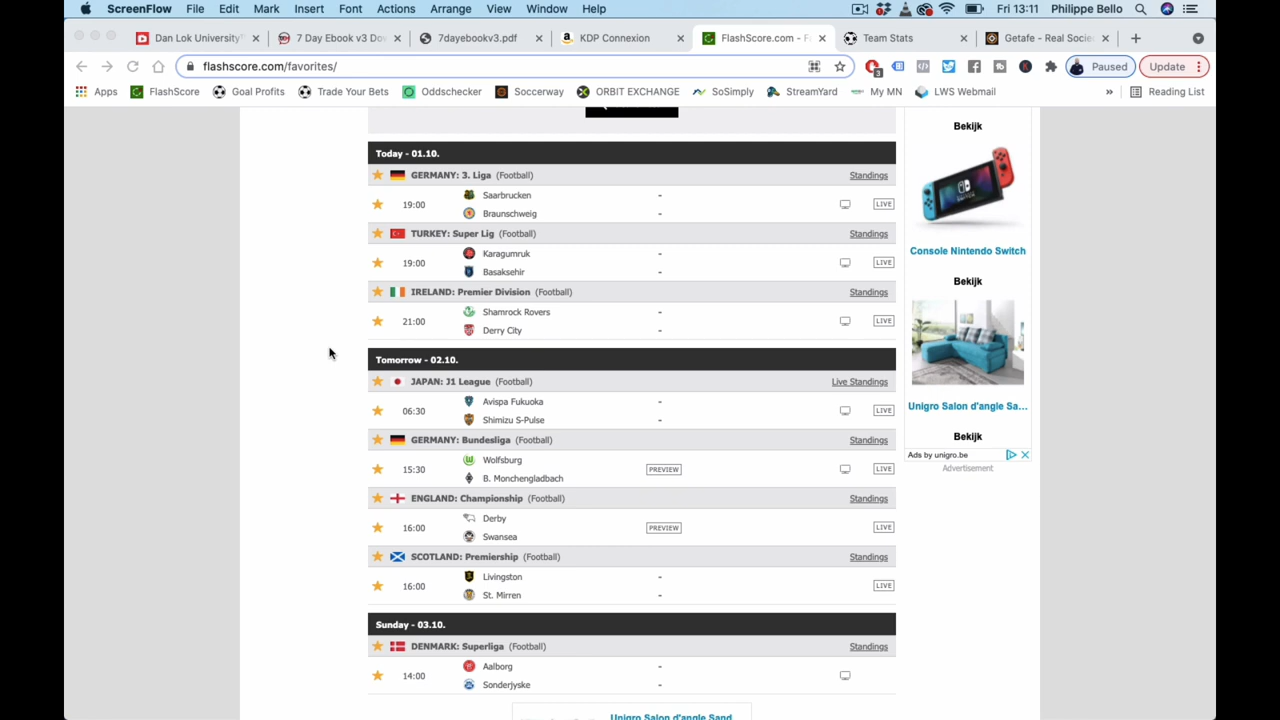 ScreenFlow File Edit Mark Insert Font Actions Arrange View Window Help Fri 13:11 Philippe Bello
Dan Lok University" 7 Day Ebook v3 Dow 7dayebookv3.pdf KDP Connexion FlashScore.com - Fa Team Stats Getafe - Real Socied
flashscore.com/favorites/ 3 Paused Update
Apps FlashScore Goal Profits Trade Your Bets Oddschecker Soccerway ORBIT EXCHANGE SoSimply StreamYard My MN LWS Webmail » Reading List
Today - 01.10.
GERMANY: 3. Liga (Football) Standings
Saarbrucken -
19:00 LIVE
Braunschweig -
TURKEY: Super Lig (Football) Standings
Karagumruk -
19:00 LIVE
Basaksehir -
IRELAND: Premier Division (Football) Standings
Shamrock Rovers -
21:00 LIVE
Derry City -
Tomorrow - 02.10.
JAPAN: J1 League (Football) Live Standings
Avispa Fukuoka -
06:30 LIVE
Shimizu S-Pulse -
GERMANY: Bundesliga (Football) Standings
Wolfsburg
15:30 PREVIEW LIVE
B. Monchengladbach
ENGLAND: Championship (Football) Standings
Derby
16:00 PREVIEW LIVE
Swansea
SCOTLAND: Premiership (Football) Standings
Livingston -
16:00 LIVE
St. Mirren -
Sunday - 03.10.
DENMARK: Superliga (Football) Standings
Aalborg -
14:00
Sonderjyske -
Unigro Salon d'angle Sand
Bekijk
Console Nintendo Switch
Bekijk
Unigro Salon d'angle Sa...
Bekijk
Ads by unigro.be
Advertisement